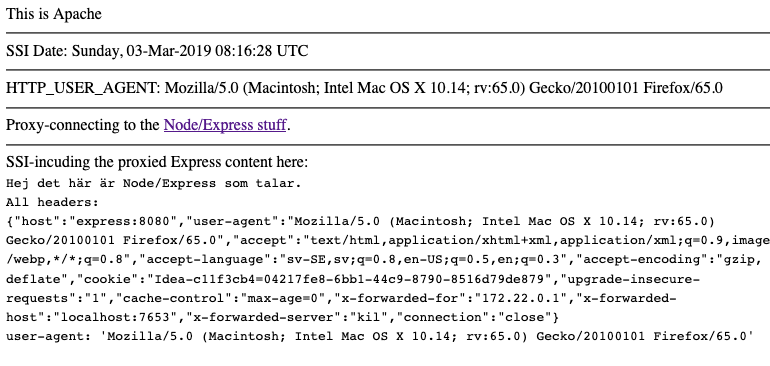 This is Apache
SSI Date: Sunday, 03-Mar-2019 08:16:28 UTC
HTTP_USER_AGENT: Mozilla/5.0 (Macintosh; Intel Mac OS X 10.14; rv:65.0) Gecko/20100101 Firefox/65.0
Proxy-connecting to the Node/Express stuff.
SSI-incuding the proxied Express content here:
Hej det här är Node/Express som talar.
All headers:
{"host":"express:8080","user-agent":"Mozilla/5.0 (Macintosh; Intel Mac OS X 10.14; rv:65.0)
Gecko/20100101 Firefox/65.0","accept":"text/html,application/xhtml+xml,application/xml;q=0.9,image
/webp,*/*;q=0.8","accept-language":"sv-SE,sv;q=0.8,en-US;q=0.5,en;q=0.3","accept-encoding":"gzip,
deflate","cookie":"Idea-c11f3cb4=04217fe8-6bb1-44c9-8790-8516d79de879","upgrade-insecure-
requests":"1","cache-control":"max-age=0","x-forwarded-for":"172.22.0.1","x-forwarded-
host":"localhost:7653","x-forwarded-server":"kil","connection":"close"}
user-agent: 'Mozilla/5.0 (Macintosh; Intel Mac OS X 10.14; rv:65.0) Gecko/20100101 Firefox/65.0'